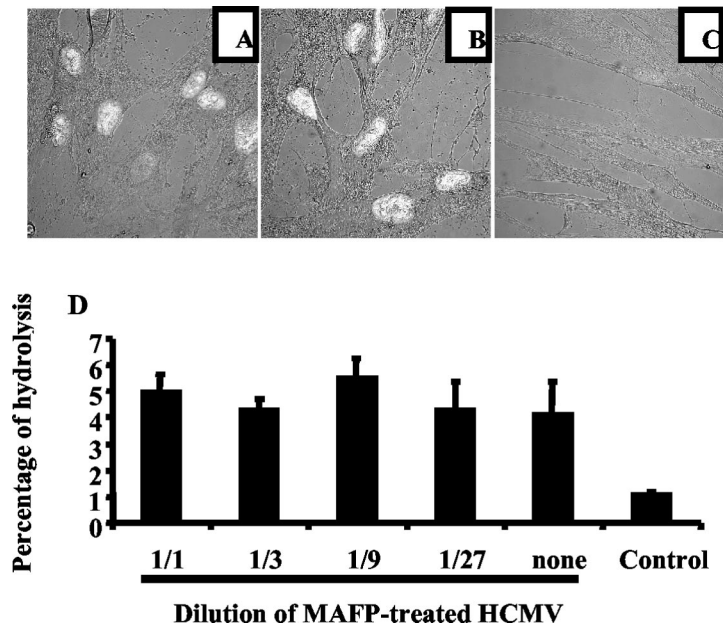 A B C
D
Percentage of hydrolysis
7
6
5
4
3
2
1
0
1/1 1/3 1/9 1/27 none Control
Dilution of MAFP-treated HCMV